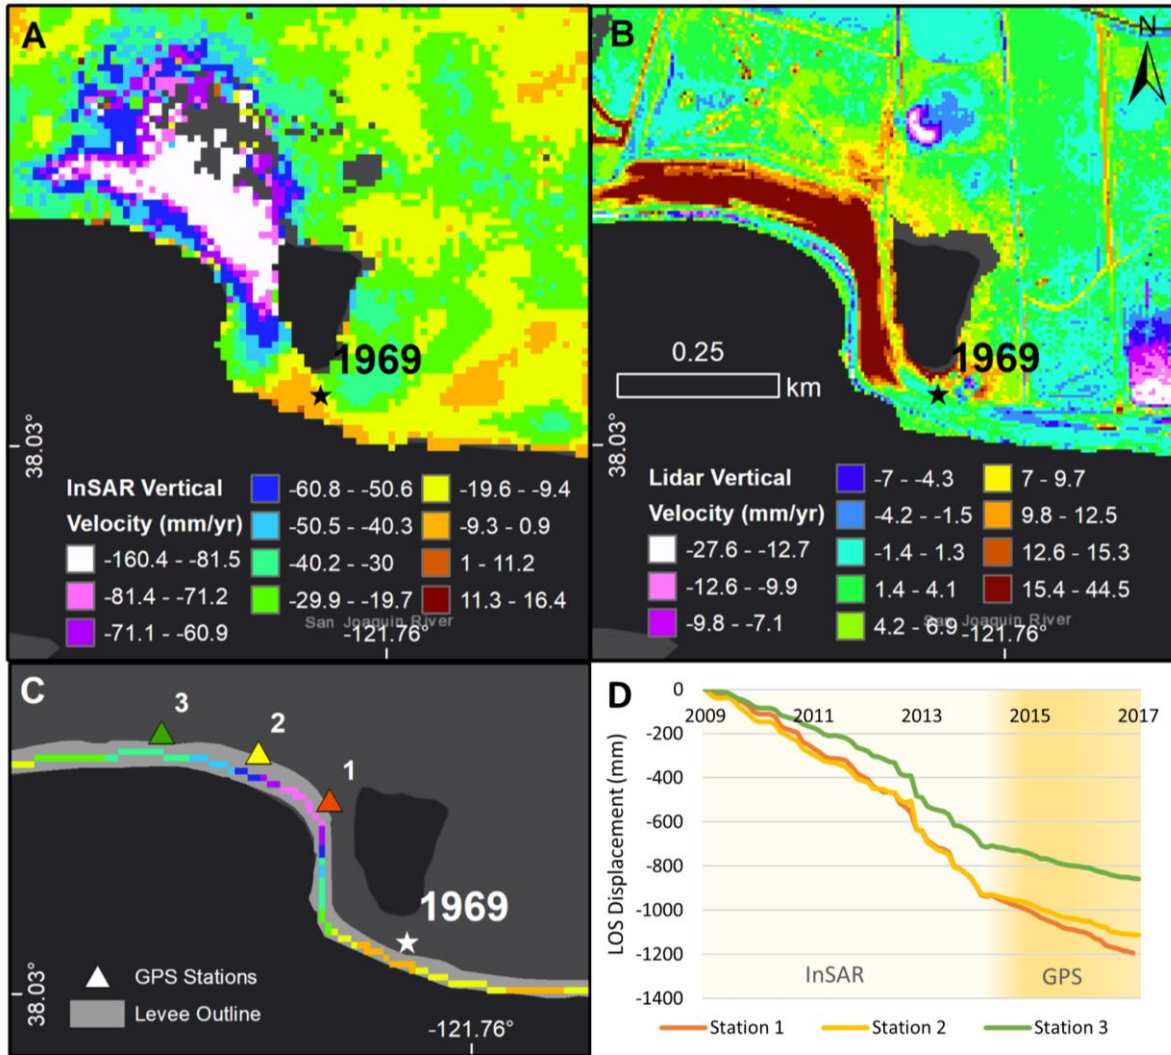 A
1969
38.03°
InSAR Vertical
Velocity (mm/yr)
-160.4 - -81.5
-81.4 - -71.2
-71.1 - -60.9
-60.8 - -50.6
-50.5 - -40.3
-40.2 - -30
-29.9 - -19.7
-19.6 - -9.4
-9.3 - 0.9
1 - 11.2
11.3 - 16.4
San Joaquin River
-121.76°
B
N
0.25
km
1969
38.03°
Lidar Vertical
Velocity (mm/yr)
-27.6 - -12.7
-12.6 - -9.9
-9.8 - -7.1
-7 - -4.3
-4.2 - -1.5
-1.4 - 1.3
1.4 - 4.1
4.2 - 6.9
7 - 9.7
9.8 - 12.5
12.6 - 15.3
15.4 - 44.5
San Joaquin River
-121.76°
C
3
2
1
1969
38.03°
GPS Stations
Levee Outline
-121.76°
D
0
-200
-400
-600
-800
-1000
-1200
-1400
LOS Displacement (mm)
2009
2011
2013
2015
2017
InSAR
GPS
Station 1
Station 2
Station 3